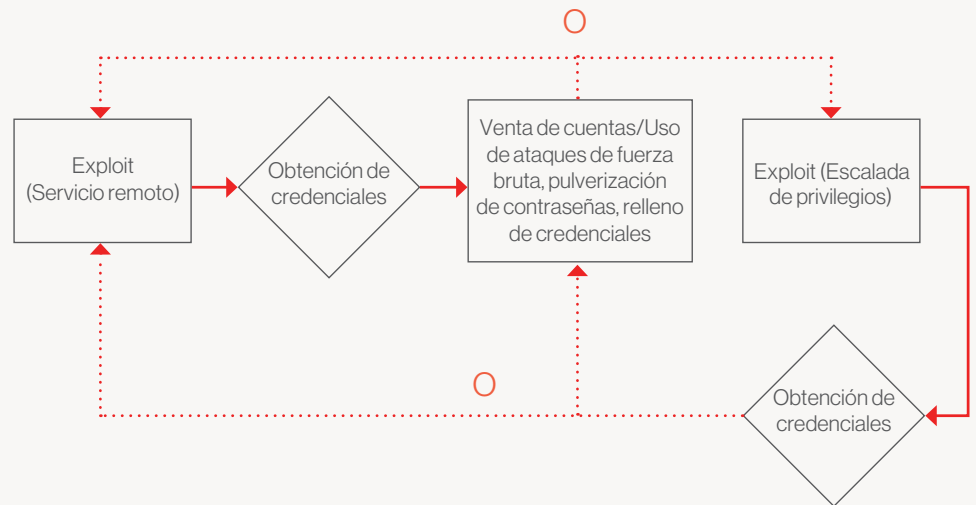 O
Exploit
(Servicio remoto)
Obtención de
credenciales
Venta de cuentas/Uso
de ataques de fuerza
bruta, pulverización
de contraseñas, relleno
de credenciales
Exploit (Escalada
de privilegios)
O
Obtención de
credenciales